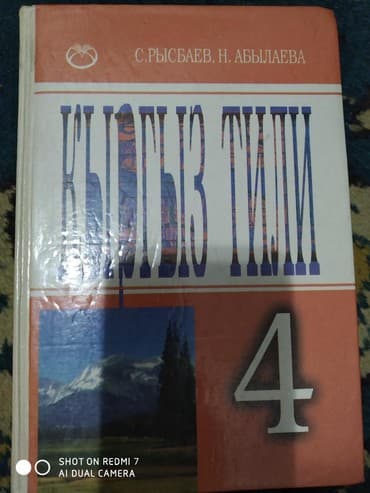 С.РЫСБАЕВ, Н. АБЫЛАЕВА
КЫРГЫЗ ТИЛИ
4
SHOT ON REDMI 7
AI DUAL CAMERA